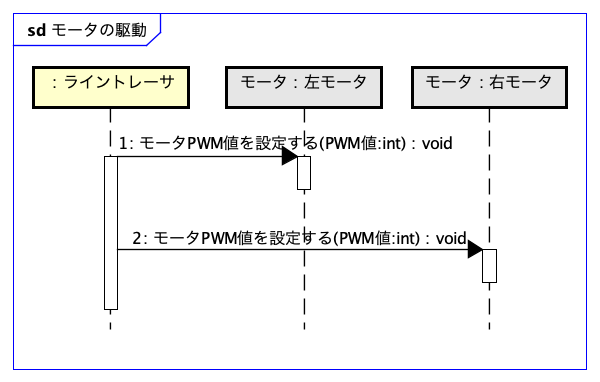 sd モータの駆動
：ライントレーサ
モータ：左モータ
モータ：右モータ
1: モータPWM値を設定する(PWM値:int) : void
2: モータPWM値を設定する(PWM値:int) : void